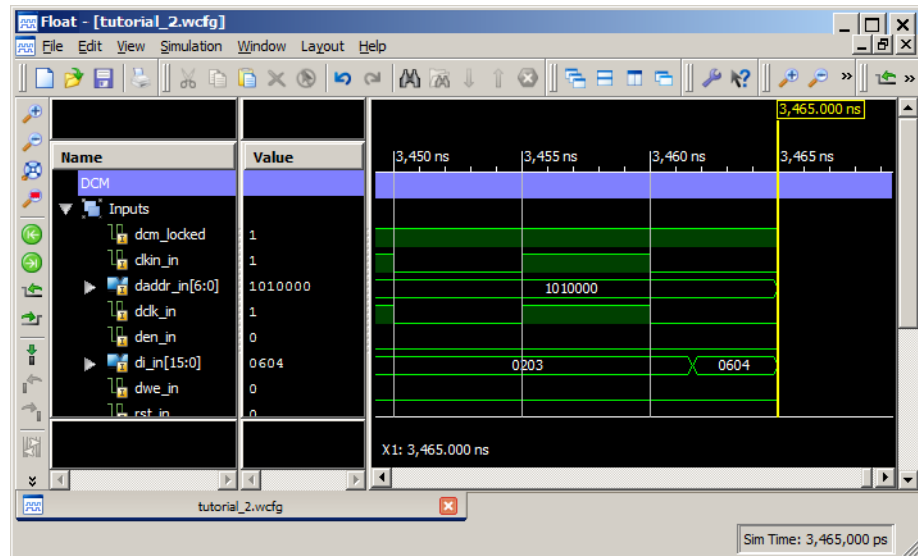 Float - [tutorial_2.wcfg]
File Edit View Simulation Window Layout Help
»
»
3,465.000 ns
Name Value |3,450 ns |3,455 ns |3,460 ns |3,465 ns
DCM
Inputs
dcm_locked 1
clkin_in 1
daddr_in[6:0] 1010000 1010000
dclk_in 1
den_in 0
di_in[15:0] 0604 0203 0604
dwe_in 0
rst_in 0
X1: 3,465.000 ns
»
tutorial_2.wcfg
Sim Time: 3,465,000 ps